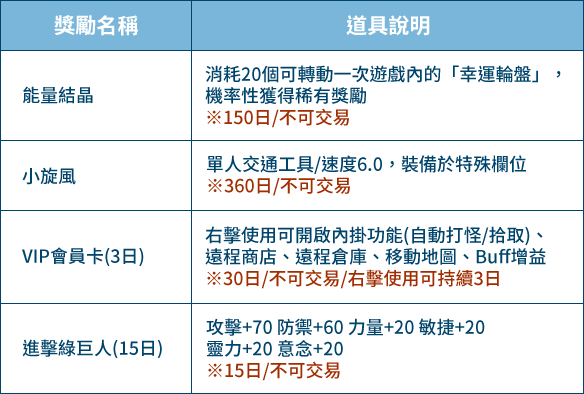 獎勵名稱
道具說明
能量結晶
消耗20個可轉動一次遊戲內的「幸運輪盤」，
機率性獲得稀有獎勵
※150日/不可交易
小旋風
單人交通工具/速度6.0，裝備於特殊欄位
※360日/不可交易
VIP會員卡(3日)
右擊使用可開啟內掛功能(自動打怪/拾取)、
遠程商店、遠程倉庫、移動地圖、Buff增益
※30日/不可交易/右擊使用可持續3日
進擊綠巨人(15日)
攻擊+70 防禦+60 力量+20 敏捷+20
靈力+20 意念+20
※15日/不可交易